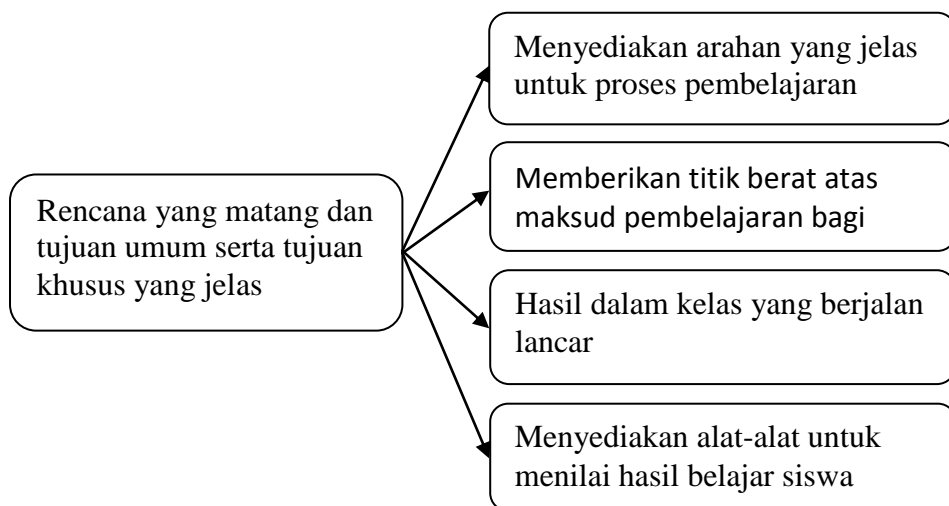 Rencana yang matang dan
tujuan umum serta tujuan
khusus yang jelas
Menyediakan arahan yang jelas
untuk proses pembelajaran
Memberikan titik berat atas
maksud pembelajaran bagi
Hasil dalam kelas yang berjalan
lancar
Menyediakan alat-alat untuk
menilai hasil belajar siswa